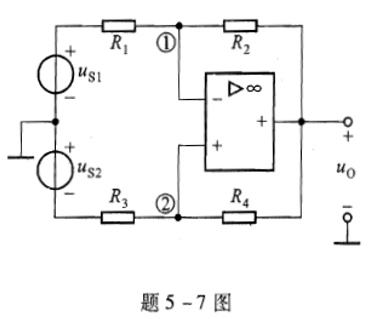 ① R₁ R₂
+ uS1 −
▷∞
− +
+
+ uS2 −
+ uO −
② R₃ R₄
题 5-7 图